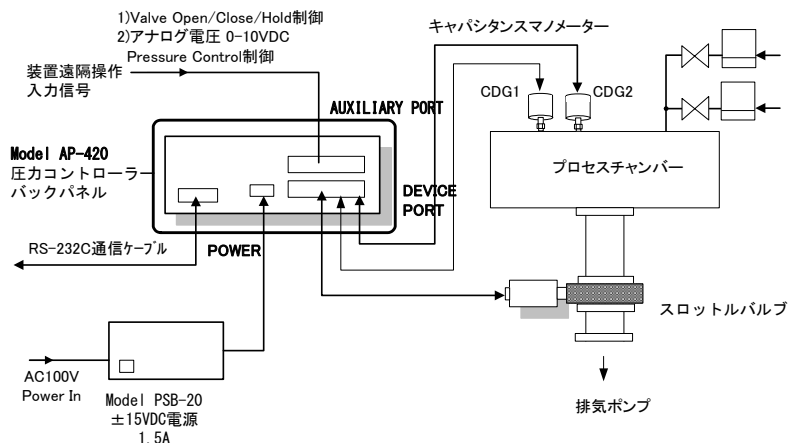 1)Valve Open/Close/Hold制御
2)アナログ電圧 0-10VDC
Pressure Control制御
装置遠隔操作
入力信号
キャパシタンスマノメーター
CDG1
CDG2
AUXILIARY PORT
Model AP-420
圧力コントローラー
バックパネル
プロセスチャンバー
DEVICE
PORT
RS-232C通信ケーブル
POWER
スロットルバルブ
AC100V
Power In
Model PSB-20
±15VDC電源
1.5A
排気ポンプ